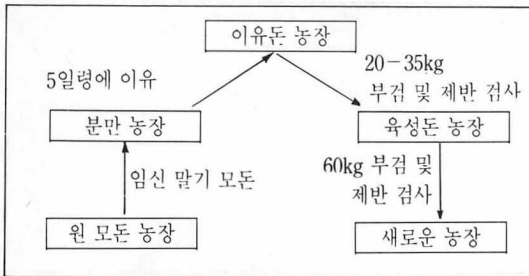 이유돈 농장
5일령에 이유
20-35kg
부검 및 제반 검사
분만 농장
육성돈 농장
임신 말기 모돈
60kg 부검 및
제반 검사
원 모돈 농장
새로운 농장